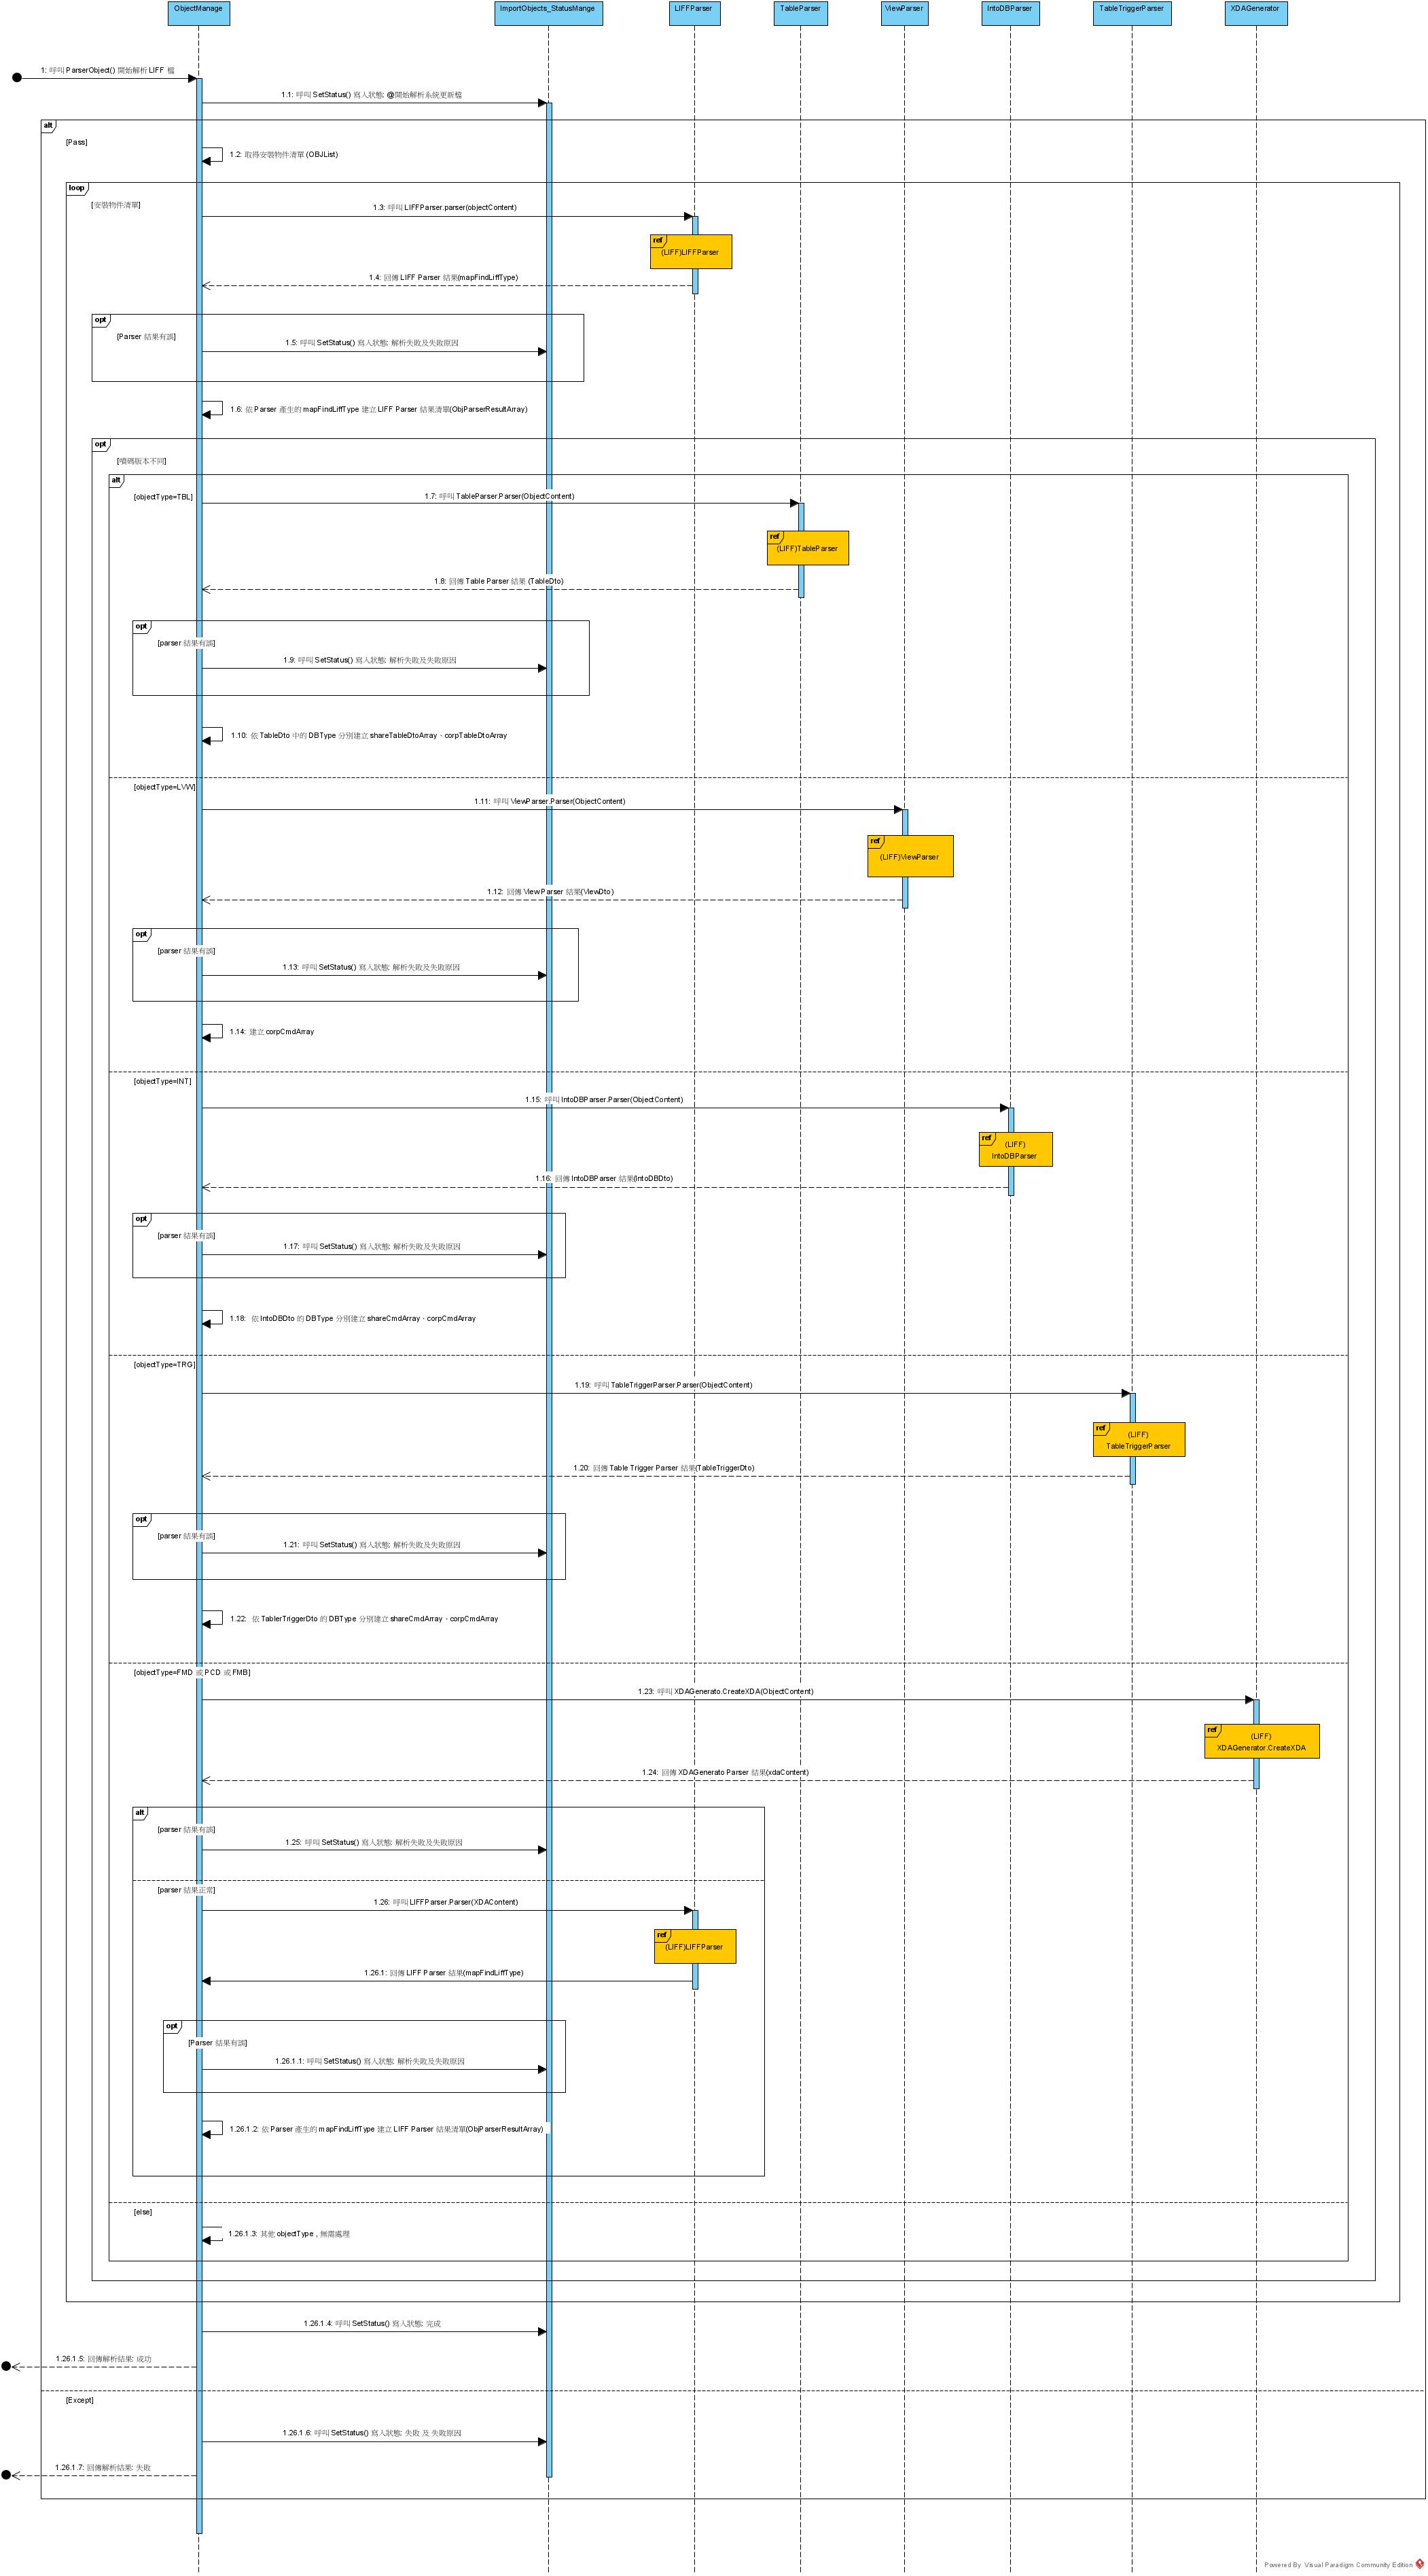 ObjectManage
ImportObjects_StatusMange
LIFFParser
TableParser
ViewParser
IntoDBParser
TableTriggerParser
XDAGenerator
1: 呼叫 ParserObject() 開始解析 LIFF 檔
1.1: 呼叫 SetStatus() 寫入狀態: @開始解析系統更新檔
alt
[Pass]
1.2: 取得安裝物件清單 (OBJList)
loop
[安裝物件清單]
1.3: 呼叫 LIFFParser.parser(objectContent)
ref
(LIFF)LIFFParser
1.4: 回傳 LIFF Parser 結果(mapFindLiffType)
opt
[Parser 結果有誤]
1.5: 呼叫 SetStatus() 寫入狀態: 解析失敗及失敗原因
1.6: 依 Parser 產生的 mapFindLiffType 建立 LIFF Parser 結果清單(ObjParserResultArray)
opt
[噴碼版本不同]
alt
[objectType=TBL]
1.7: 呼叫 TableParser.Parser(ObjectContent)
ref
(LIFF)TableParser
1.8: 回傳 Table Parser 結果 (TableDto)
opt
[parser 結果有誤]
1.9: 呼叫 SetStatus() 寫入狀態: 解析失敗及失敗原因
1.10: 依 TableDto 中的 DBType 分別建立 shareTableDtoArray、corpTableDtoArray
[objectType=LVW]
1.11: 呼叫 ViewParser.Parser(ObjectContent)
ref
(LIFF)ViewParser
1.12: 回傳 View Parser 結果(ViewDto)
opt
[parser 結果有誤]
1.13: 呼叫 SetStatus() 寫入狀態: 解析失敗及失敗原因
1.14: 建立 corpCmdArray
[objectType=INT]
1.15: 呼叫 IntoDBParser.Parser(ObjectContent)
ref
(LIFF)
IntoDBParser
1.16: 回傳 IntoDBParser 結果(IntoDBDto)
opt
[parser 結果有誤]
1.17: 呼叫 SetStatus() 寫入狀態: 解析失敗及失敗原因
1.18: 依 IntoDBDto 的 DBType 分別建立 shareCmdArray、corpCmdArray
[objectType=TRG]
1.19: 呼叫 TableTriggerParser.Parser(ObjectContent)
ref
(LIFF)
TableTriggerParser
1.20: 回傳 Table Trigger Parser 結果(TableTriggerDto)
opt
[parser 結果有誤]
1.21: 呼叫 SetStatus() 寫入狀態: 解析失敗及失敗原因
1.22: 依 TablerTriggerDto 的 DBType 分別建立 shareCmdArray、corpCmdArray
[objectType=FMD 或 PCD 或 FMB]
1.23: 呼叫 XDAGenerato.CreateXDA(ObjectContent)
ref
(LIFF)
XDAGenerator.CreateXDA
1.24: 回傳 XDAGenerato Parser 結果(xdaContent)
alt
[parser 結果有誤]
1.25: 呼叫 SetStatus() 寫入狀態: 解析失敗及失敗原因
[parser 結果正常]
1.26: 呼叫 LIFFParser.Parser(XDAContent)
ref
(LIFF)LIFFParser
1.26.1: 回傳 LIFF Parser 結果(mapFindLiffType)
opt
[Parser 結果有誤]
1.26.1.1: 呼叫 SetStatus() 寫入狀態: 解析失敗及失敗原因
1.26.1.2: 依 Parser 產生的 mapFindLiffType 建立 LIFF Parser 結果清單(ObjParserResultArray)
[else]
1.26.1.3: 其他 objectType , 無需處理
1.26.1.4: 呼叫 SetStatus() 寫入狀態: 完成
1.26.1.5: 回傳解析結果: 成功
[Except]
1.26.1.6: 呼叫 SetStatus() 寫入狀態: 失敗 及 失敗原因
1.26.1.7: 回傳解析結果: 失敗
Powered By Visual Paradigm Community Edition